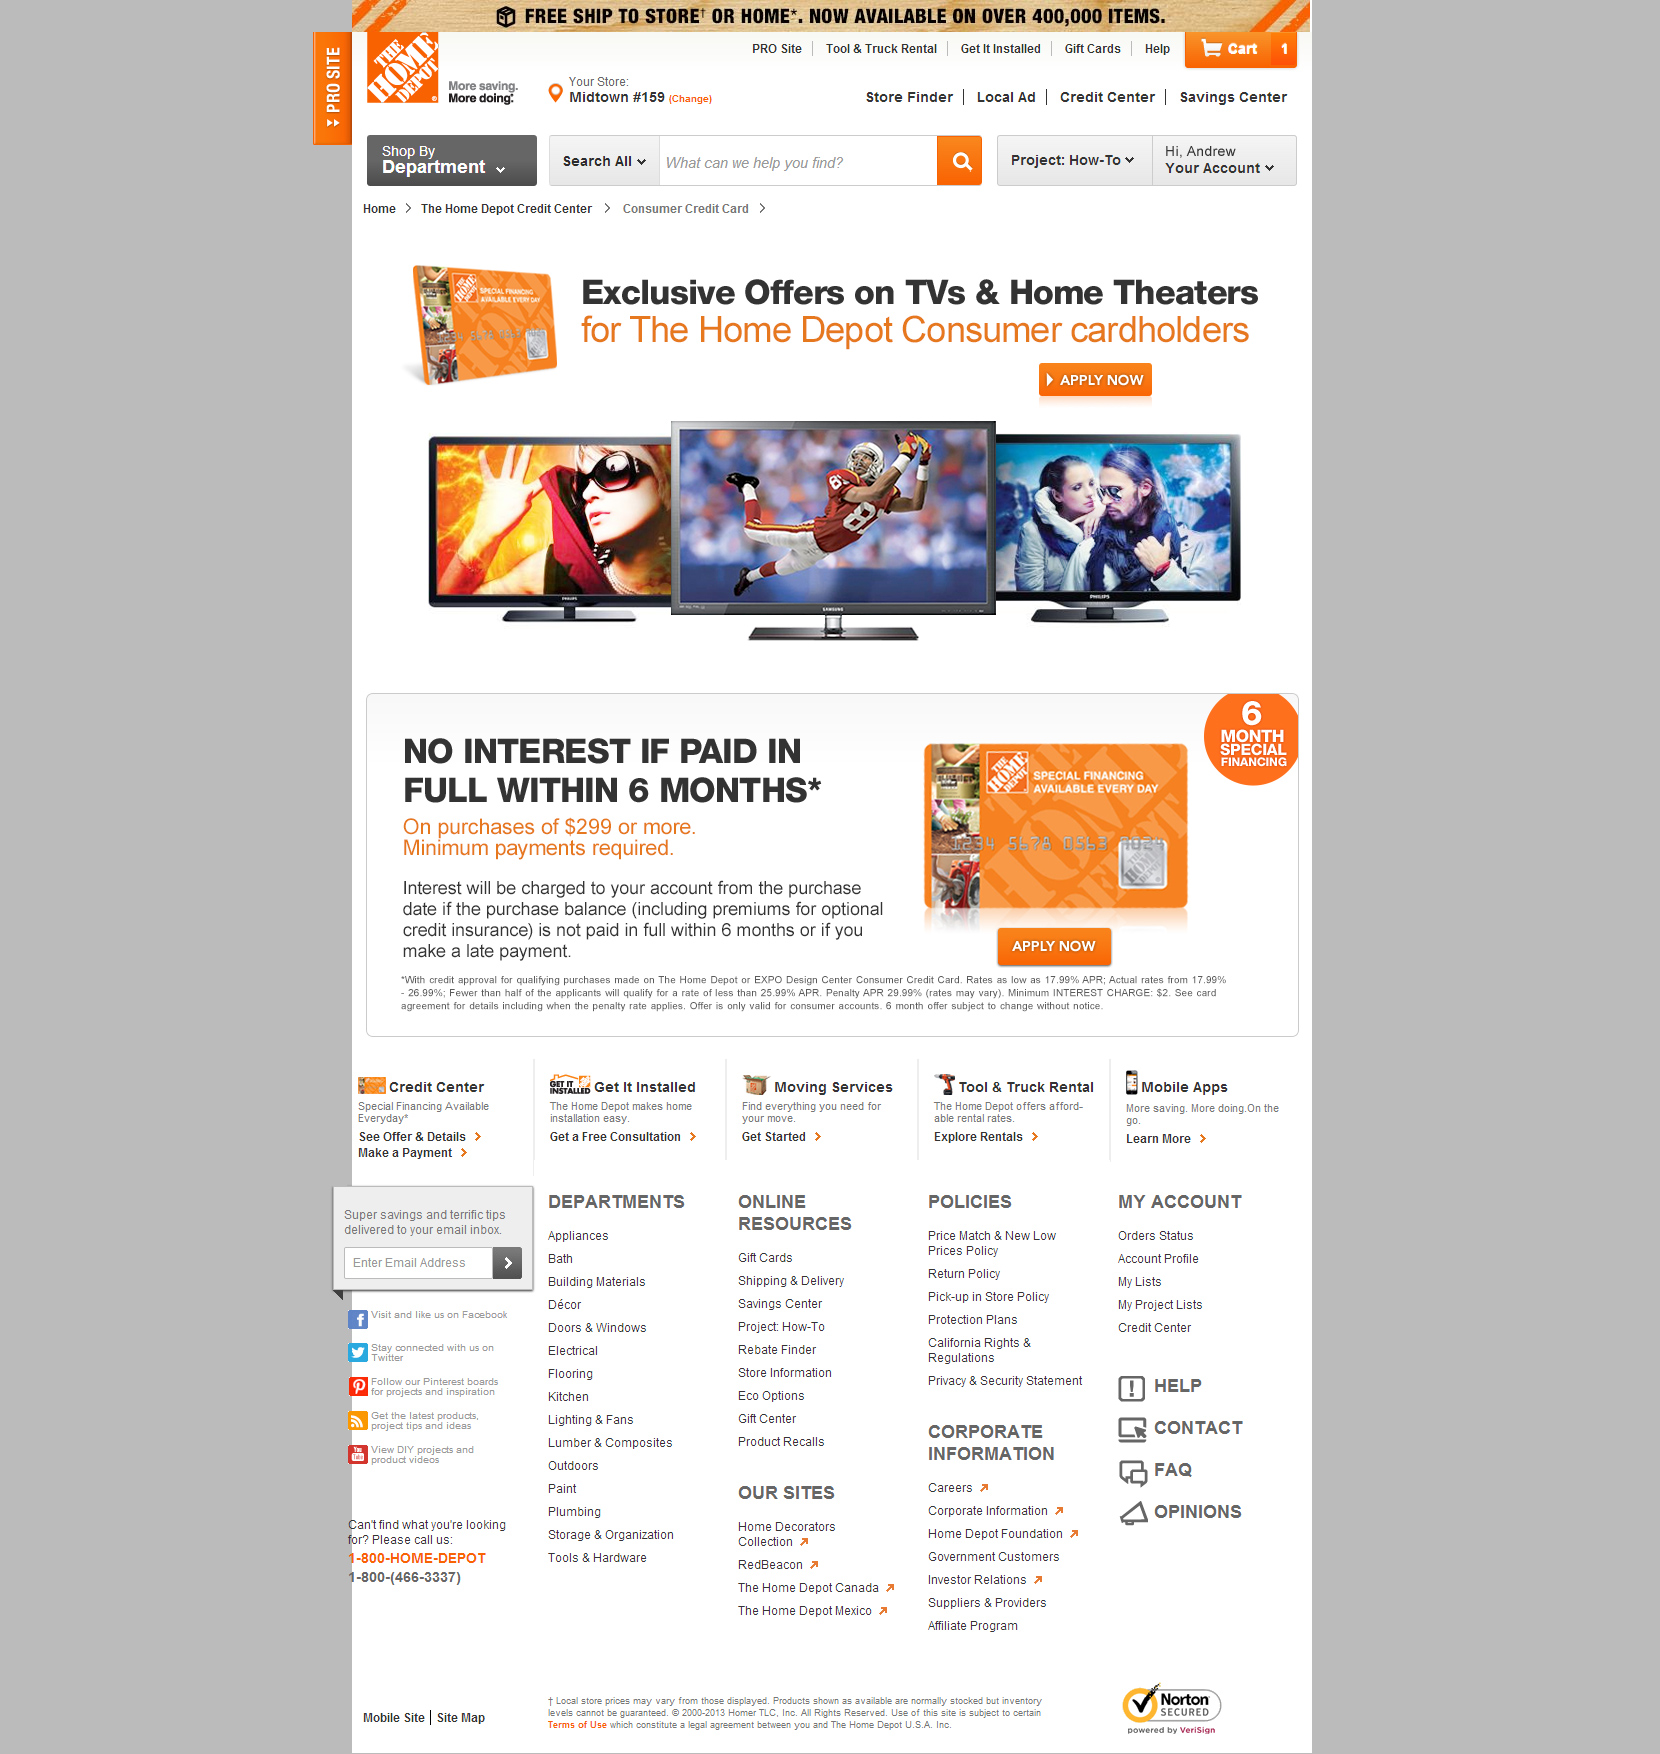 FREE SHIP TO STORE† OR HOME*. NOW AVAILABLE ON OVER 400,000 ITEMS.
PRO SITE
THE HOME DEPOT
More saving.
More doing.
PRO Site
Tool & Truck Rental
Get It Installed
Gift Cards
Help
Cart 1
Your Store:
Midtown #159 (Change)
Store Finder
Local Ad
Credit Center
Savings Center
Shop By
Department
Search All
What can we help you find?
Project: How-To
Hi, Andrew
Your Account
Home
The Home Depot Credit Center
Consumer Credit Card
THE HOME DEPOT
SPECIAL FINANCING
AVAILABLE EVERY DAY
Exclusive Offers on TVs & Home Theaters
for The Home Depot Consumer cardholders
APPLY NOW
PHILIPS
SAMSUNG
PHILIPS
NO INTEREST IF PAID IN
FULL WITHIN 6 MONTHS*
On purchases of $299 or more.
Minimum payments required.
Interest will be charged to your account from the purchase
date if the purchase balance (including premiums for optional
credit insurance) is not paid in full within 6 months or if you
make a late payment.
6
MONTH
SPECIAL
FINANCING
THE HOME DEPOT
SPECIAL FINANCING
AVAILABLE EVERY DAY
1234 5678 0563 9824
APPLY NOW
*With credit approval for qualifying purchases made on The Home Depot or EXPO Design Center Consumer Credit Card. Rates as low as 17.99% APR; Actual rates from 17.99%
- 26.99%; Fewer than half of the applicants will qualify for a rate of less than 25.99% APR. Penalty APR 29.99% (rates may vary). Minimum INTEREST CHARGE: $2. See card
agreement for details including when the penalty rate applies. Offer is only valid for consumer accounts. 6 month offer subject to change without notice.
Credit Center
Special Financing Available
Everyday*
See Offer & Details
Make a Payment
GET IT
INSTALLED
Get It Installed
The Home Depot makes home
installation easy.
Get a Free Consultation
Moving Services
Find everything you need for
your move.
Get Started
Tool & Truck Rental
The Home Depot offers afford-
able rental rates.
Explore Rentals
Mobile Apps
More saving. More doing.On the
go.
Learn More
Super savings and terrific tips
delivered to your email inbox.
Enter Email Address
Visit and like us on Facebook
Stay connected with us on
Twitter
Follow our Pinterest boards
for projects and inspiration
Get the latest products,
project tips and ideas
You
Tube
View DIY projects and
product videos
Can't find what you're looking
for? Please call us:
1-800-HOME-DEPOT
1-800-(466-3337)
DEPARTMENTS
Appliances
Bath
Building Materials
Décor
Doors & Windows
Electrical
Flooring
Kitchen
Lighting & Fans
Lumber & Composites
Outdoors
Paint
Plumbing
Storage & Organization
Tools & Hardware
ONLINE
RESOURCES
Gift Cards
Shipping & Delivery
Savings Center
Project: How-To
Rebate Finder
Store Information
Eco Options
Gift Center
Product Recalls
OUR SITES
Home Decorators
Collection
RedBeacon
The Home Depot Canada
The Home Depot Mexico
POLICIES
Price Match & New Low
Prices Policy
Return Policy
Pick-up in Store Policy
Protection Plans
California Rights &
Regulations
Privacy & Security Statement
CORPORATE
INFORMATION
Careers
Corporate Information
Home Depot Foundation
Government Customers
Investor Relations
Suppliers & Providers
Affiliate Program
MY ACCOUNT
Orders Status
Account Profile
My Lists
My Project Lists
Credit Center
HELP
CONTACT
FAQ
OPINIONS
Mobile Site
Site Map
† Local store prices may vary from those displayed. Products shown as available are normally stocked but inventory
levels cannot be guaranteed. © 2000-2013 Homer TLC, Inc. All Rights Reserved. Use of this site is subject to certain
Terms of Use which constitute a legal agreement between you and The Home Depot U.S.A. Inc.
Norton
SECURED
powered by VeriSign